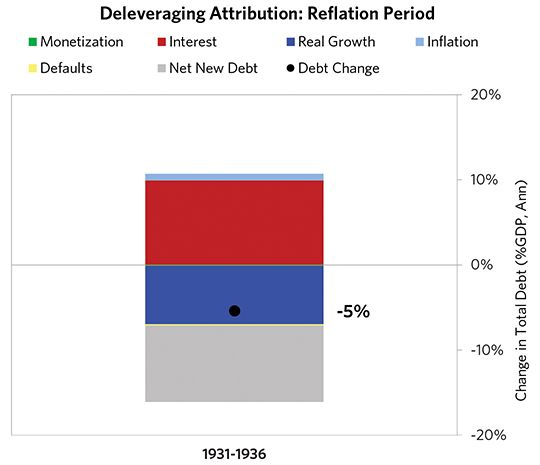 Deleveraging Attribution: Reflation Period
Monetization Interest Real Growth Inflation
Defaults Net New Debt Debt Change
20%
10%
0%
-10%
-20%
Change in Total Debt (%GDP, Ann)
-5%
1931-1936